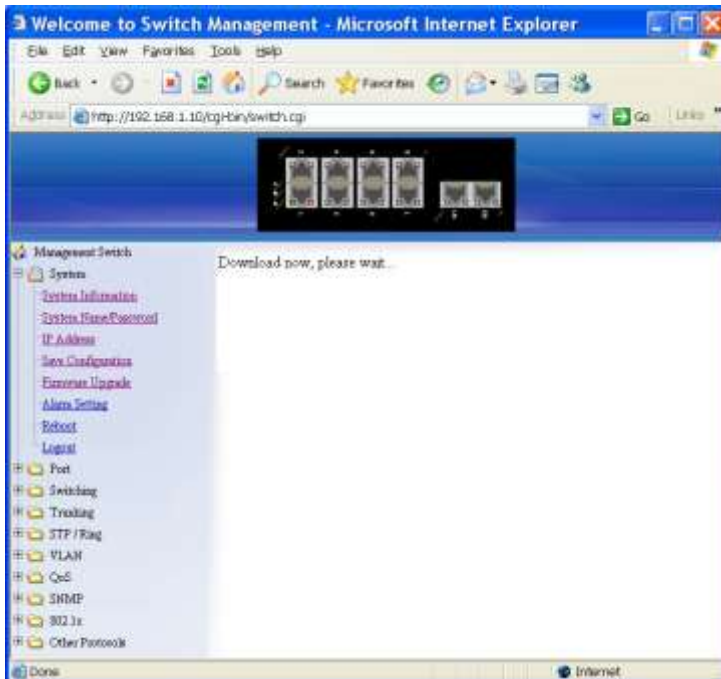 Welcome to Switch Management - Microsoft Internet Explorer
File Edit View Favorites Tools Help
Back Search Favorites
Address http://192.168.1.10/cgi-bin/switch.cgi Go Links »
Management Switch
System
System Information
System Name/Password
IP Address
Save Configuration
Firmware Upgrade
Alarm Setting
Reboot
Logout
Port
Switching
Trunking
STP / Ring
VLAN
QoS
SNMP
802.1x
Other Protocols
Download now, please wait...
Done Internet